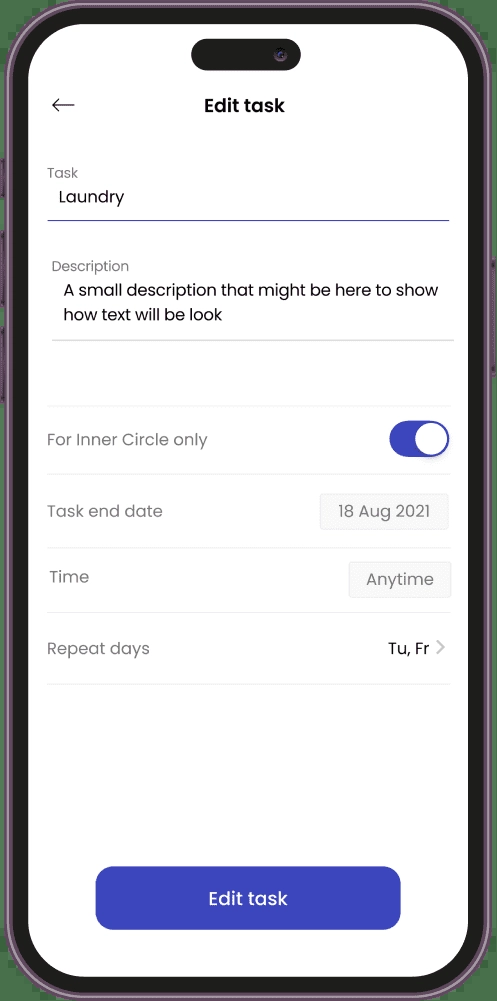 Edit task
Task
Laundry
Description
A small description that might be here to show
how text will be look
For Inner Circle only
Task end date
18 Aug 2021
Time
Anytime
Repeat days
Tu, Fr
Edit task